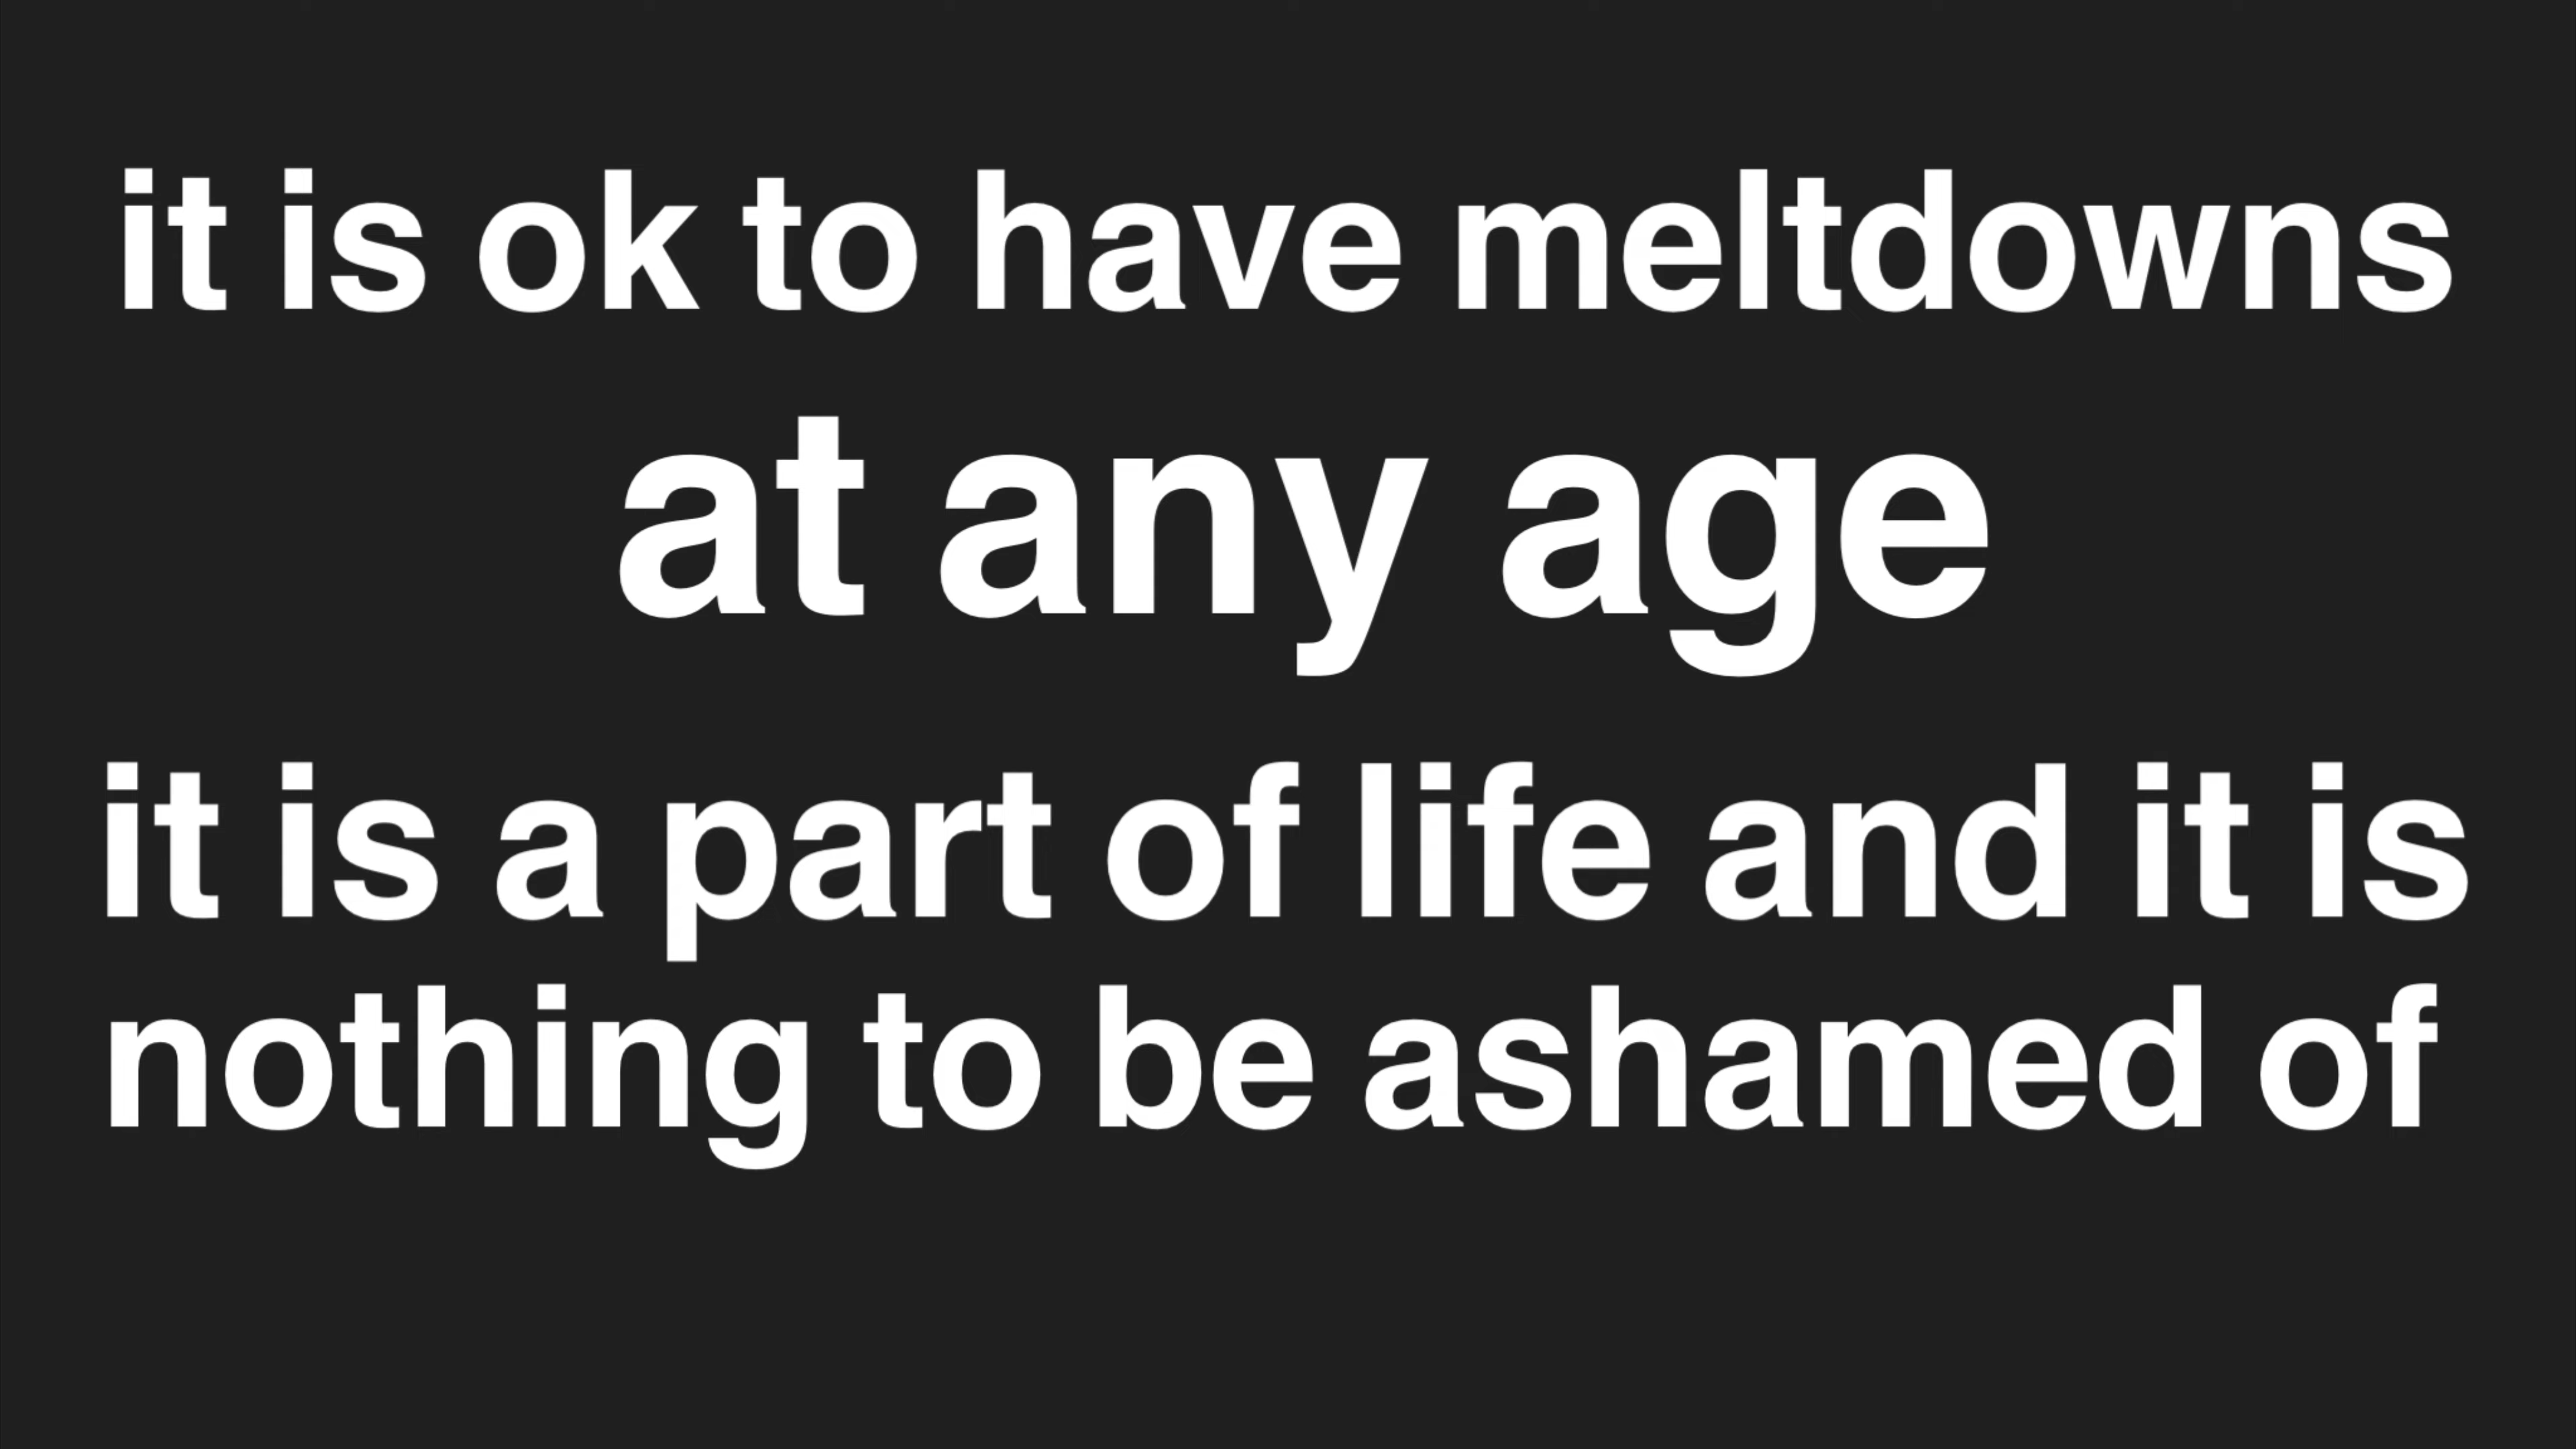 it is ok to have meltdowns
at any age
it is a part of life and it is
nothing to be ashamed of